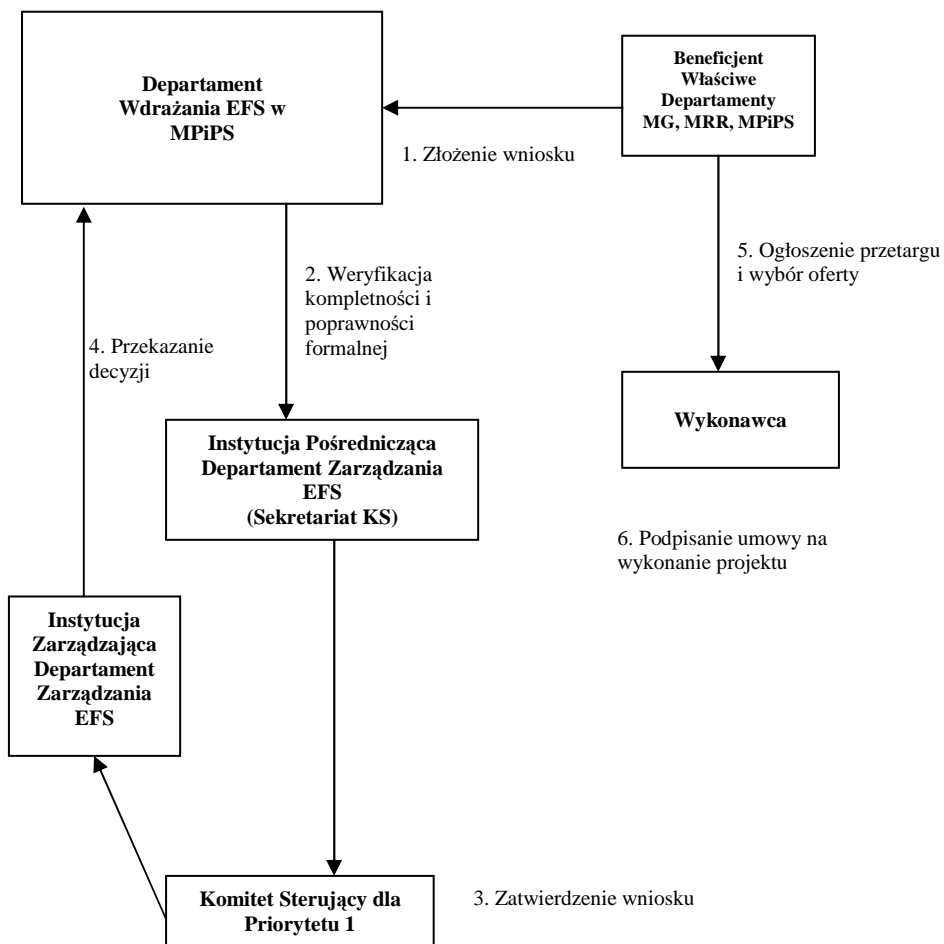 Departament
Wdrażania EFS w
MPiPS
Beneficjent
Właściwe
Departamenty
MG, MRR, MPiPS
1. Złożenie wniosku
2. Weryfikacja
kompletności i
poprawności
formalnej
5. Ogłoszenie przetargu
i wybór oferty
4. Przekazanie
decyzji
Wykonawca
Instytucja Pośrednicząca
Departament Zarządzania
EFS
(Sekretariat KS)
6. Podpisanie umowy na
wykonanie projektu
Instytucja
Zarządzająca
Departament
Zarządzania
EFS
Komitet Sterujący dla
Priorytetu 1
3. Zatwierdzenie wniosku